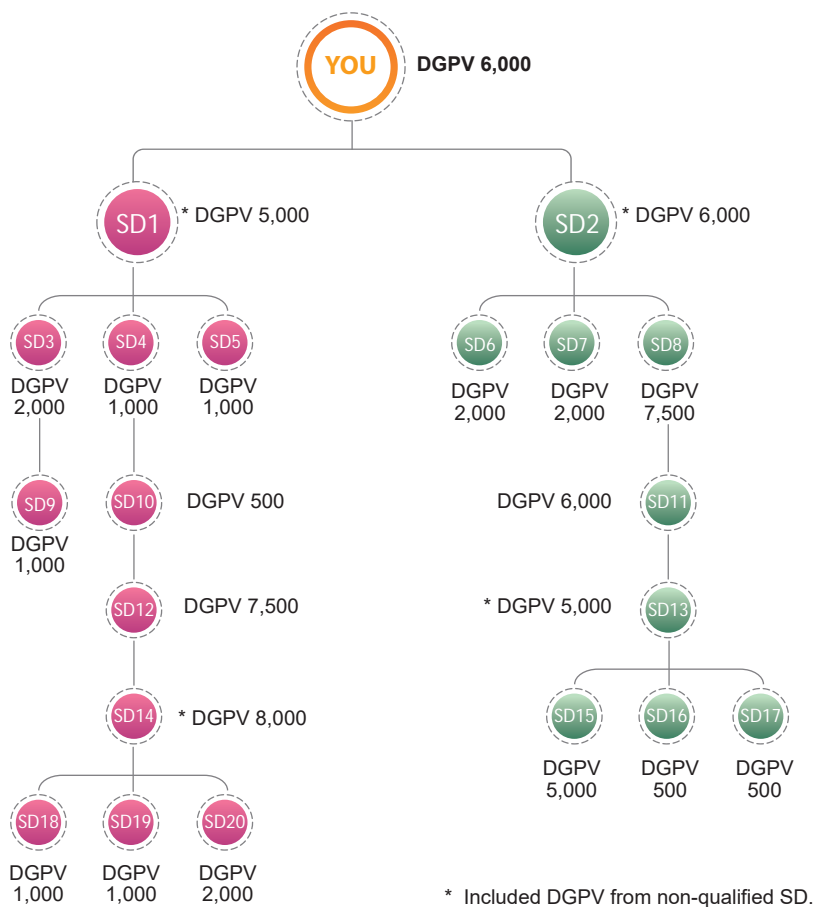 YOU
DGPV 6,000
SD1
* DGPV 5,000
SD2
* DGPV 6,000
SD3
SD4
SD5
SD6
SD7
SD8
DGPV
2,000
DGPV
1,000
DGPV
1,000
DGPV
2,000
DGPV
2,000
DGPV
7,500
SD9
DGPV
1,000
SD10
DGPV 500
DGPV 6,000
SD11
SD12
DGPV 7,500
* DGPV 5,000
SD13
SD14
* DGPV 8,000
SD15
SD16
SD17
DGPV
5,000
DGPV
500
DGPV
500
SD18
SD19
SD20
DGPV
1,000
DGPV
1,000
DGPV
2,000
* Included DGPV from non-qualified SD.